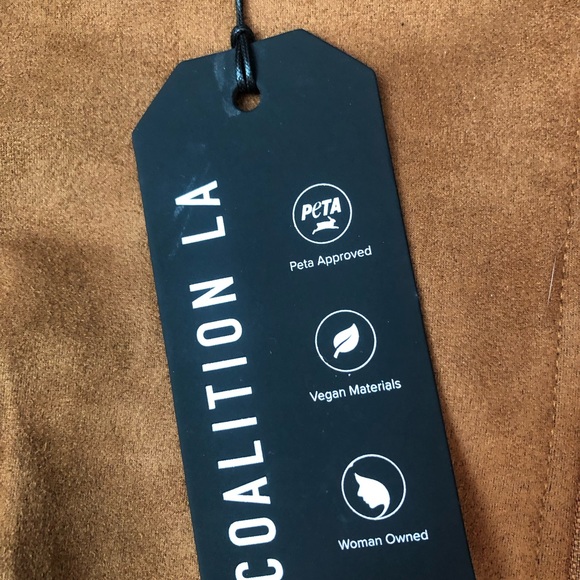 COALITION LA
PeTA
Peta Approved
Vegan Materials
Woman Owned